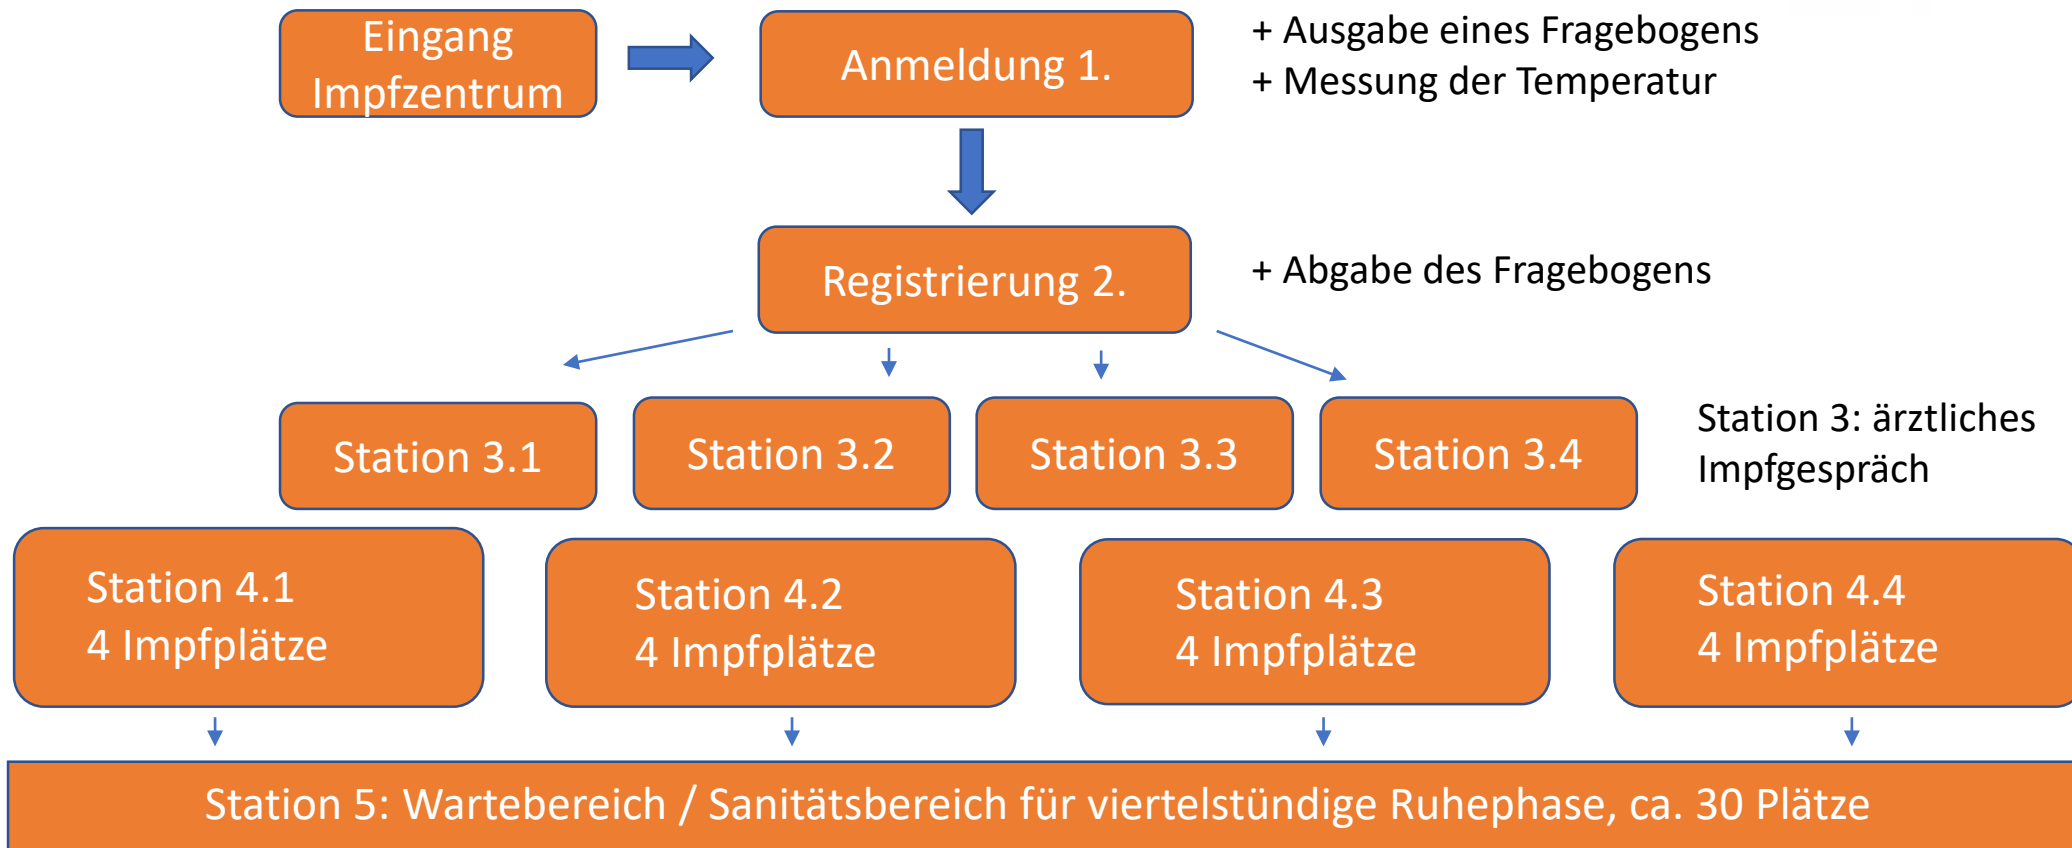 Eingang
Impfzentrum
Anmeldung 1.
+ Ausgabe eines Fragebogens
+ Messung der Temperatur
Registrierung 2.
+ Abgabe des Fragebogens
Station 3.1
Station 3.2
Station 3.3
Station 3.4
Station 3: ärztliches
Impfgespräch
Station 4.1
4 Impfplätze
Station 4.2
4 Impfplätze
Station 4.3
4 Impfplätze
Station 4.4
4 Impfplätze
Station 5: Wartebereich / Sanitätsbereich für viertelstündige Ruhephase, ca. 30 Plätze